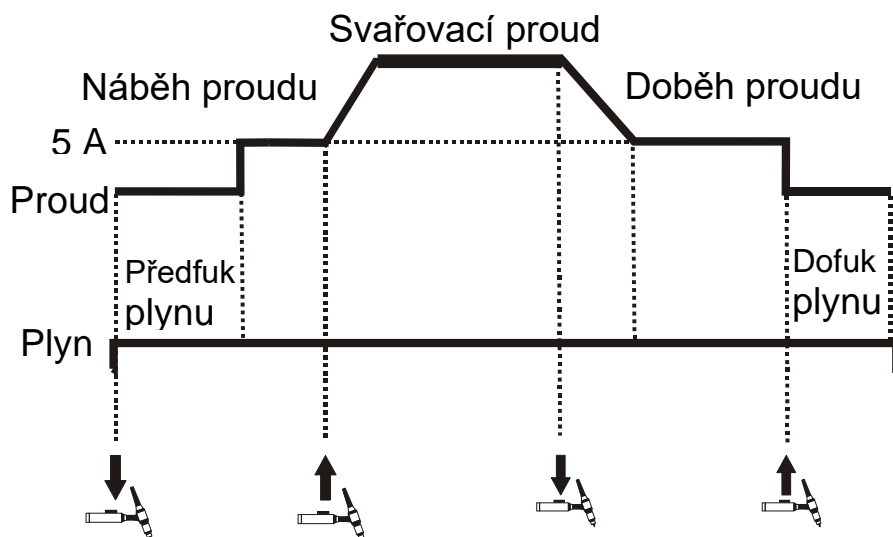 Svařovací proud
Náběh proudu
Doběh proudu
5 A
Proud
Předfuk
plynu
Dofuk
plynu
Plyn